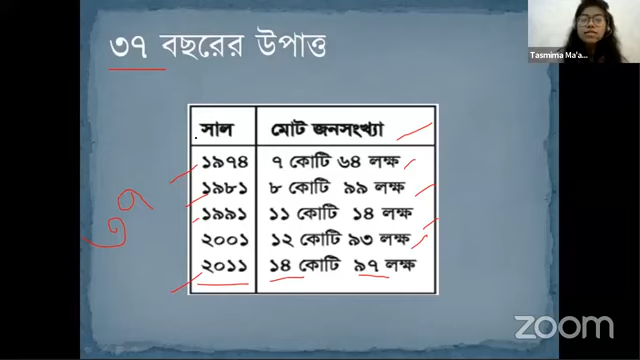 ৩৭ বছরের উপাত্ত
Tasmima Ma'a...
সাল মোট জনসংখ্যা
১৯৭৪ ৭ কোটি ৬৪ লক্ষ
১৯৮১ ৮ কোটি ৯৯ লক্ষ
১৯৯১ ১১ কোটি ১৪ লক্ষ
২০০১ ১২ কোটি ৯৩ লক্ষ
২০১১ ১৪ কোটি ৯৭ লক্ষ
৩৭
zoom